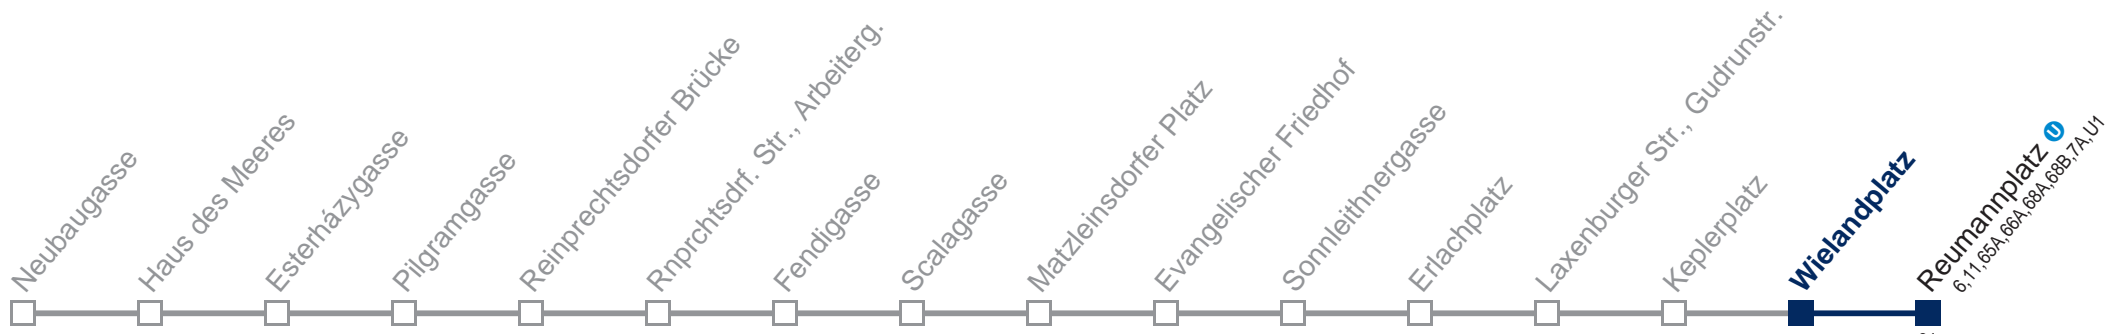 Neubaugasse
Haus des Meeres
Esterházygasse
Pilgramgasse
Reinprechtsdorfer Brücke
Rnprchtsdrf. Str., Arbeiterg.
Fendigasse
Scalagasse
Matzleinsdorfer Platz
Evangelischer Friedhof
Sonnleithnergasse
Erlachplatz
Laxenburger Str., Gudrunstr.
Keplerplatz
Wielandplatz
Reumannplatz U
6,11,65A,66A,68A,68B,7A,U1